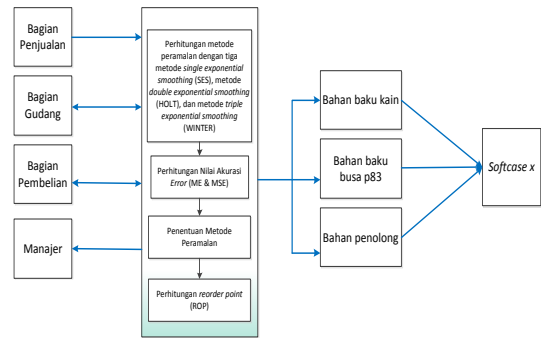 Bagian
Penjualan
Bagian
Gudang
Bagian
Pembelian
Manajer
Perhitungan metode
peramalan dengan tiga
metode single exponential
smoothing (SES), metode
double exponential smoothing
(HOLT), dan metode triple
exponential smoothing
(WINTER)
Perhitungan Nilai Akurasi
Error (ME & MSE)
Penentuan Metode
Peramalan
Perhitungan reorder point
(ROP)
Bahan baku kain
Bahan baku
busa p83
Bahan penolong
Softcase x